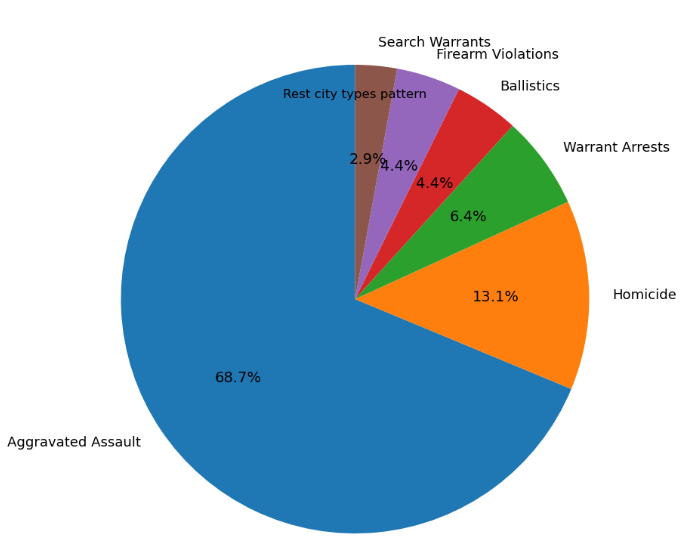 Search Warrants
Firearm Violations
Ballistics
Rest city types pattern
Warrant Arrests
2.9%
4.4%
4.4%
6.4%
Homicide
13.1%
68.7%
Aggravated Assault